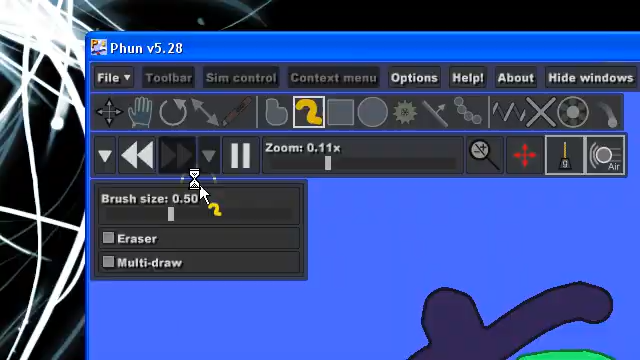 Phun v5.28
File Toolbar Sim control Context menu Options Help! About Hide windows
Zoom: 0.11x
g
Air
Brush size: 0.50
Eraser
Multi-draw